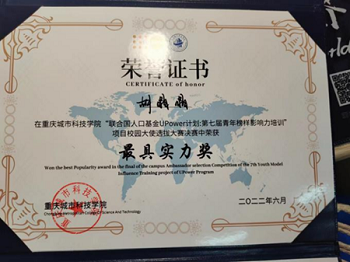 荣誉证书
CERTIFICATE of honor
在重庆城市科技学院“联合国人口基金UPower计划:第七届青年榜样影响力培训”
项目校园大使选拔大赛决赛中荣获
最具实力奖
Won the best Popularity award in the final of the campus Ambassador selection Competition of the 7th Youth Model
Influence Training project of UPower Program
重庆城市科技学院
二〇二二年六月